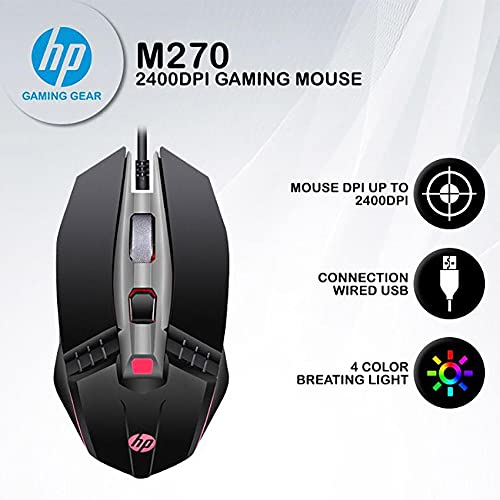 hp
GAMING GEAR
M270
2400DPI GAMING MOUSE
MOUSE DPI UP TO
2400DPI
CONNECTION
WIRED USB
4 COLOR
BREATING LIGHT
hp